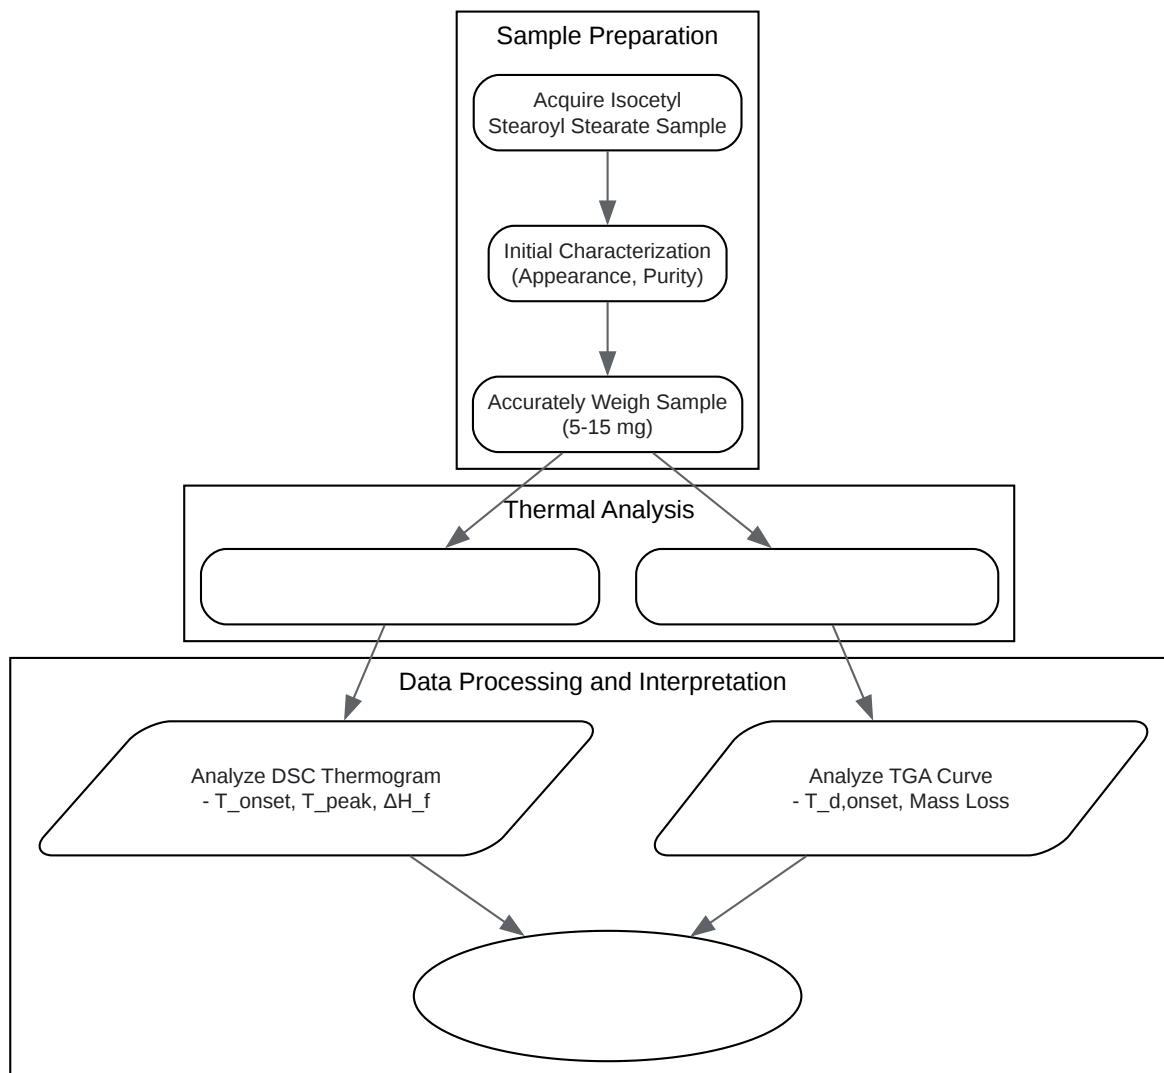 Sample Preparation
Acquire Isocetyl
Stearoyl Stearate Sample
Initial Characterization
(Appearance, Purity)
Accurately Weigh Sample
(5-15 mg)
Thermal Analysis
Data Processing and Interpretation
Analyze DSC Thermogram
- T_onset, T_peak, ΔH_f
Analyze TGA Curve
- T_d,onset, Mass Loss